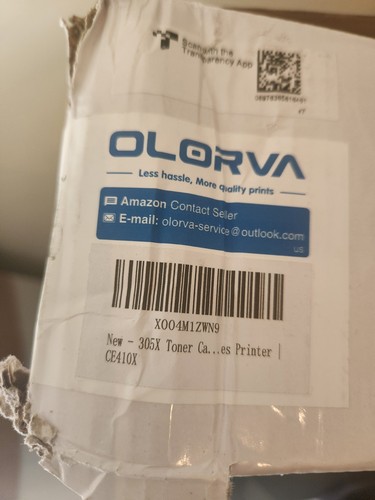 Scan with the
Transparency App
OLORVA
Less hassle, More quality prints
Amazon Contact Seler
E-mail: olorva-service@outlook.com
US
X004M1ZWN9
New - 305X Toner Ca...es Printer |
CE410X